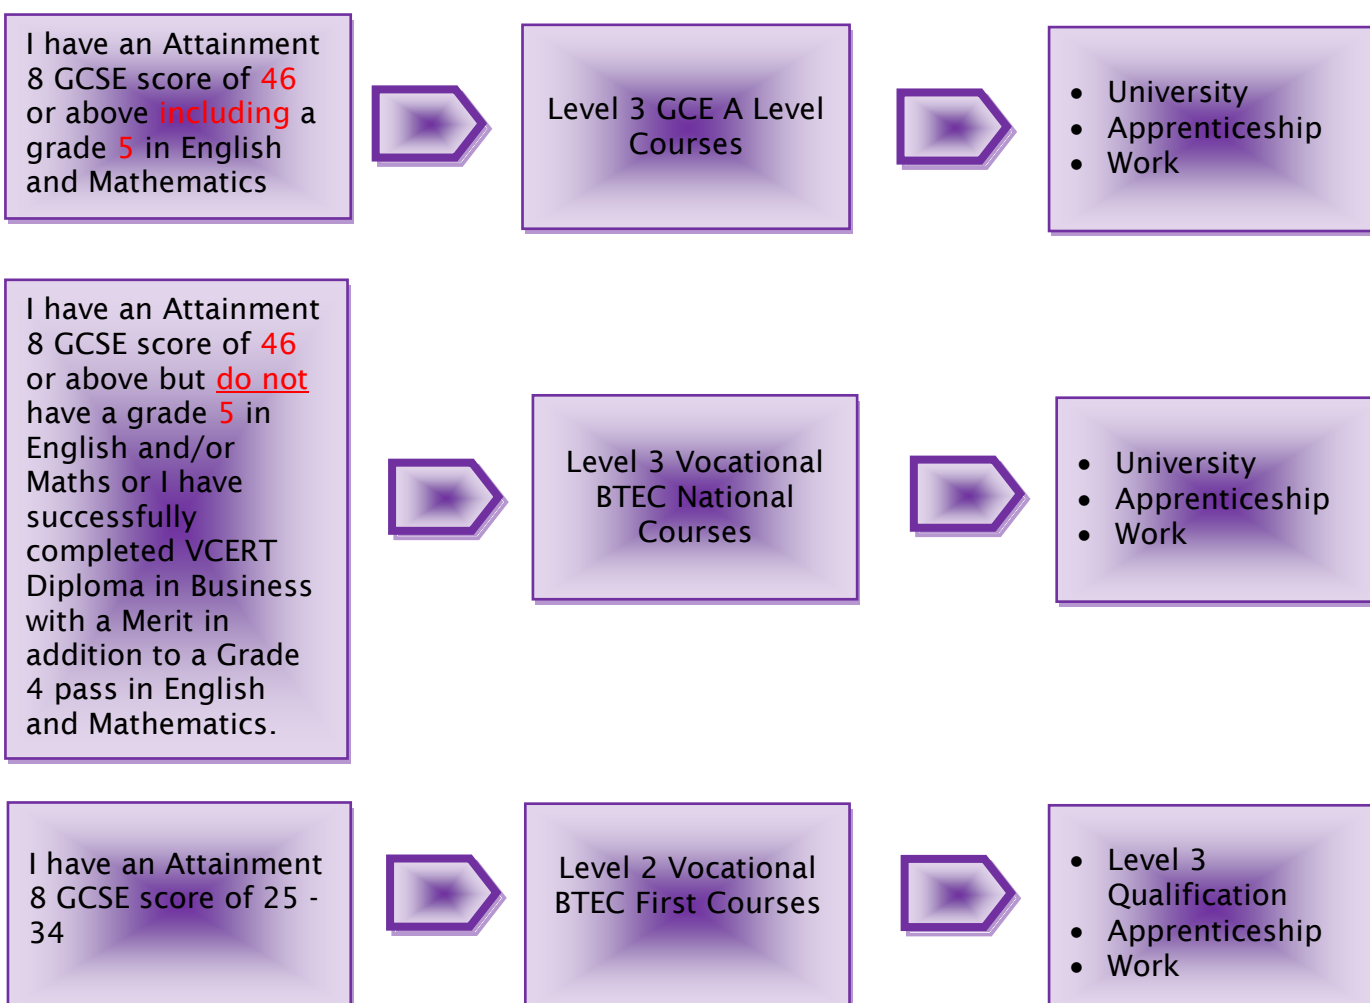 I have an Attainment
8 GCSE score of 46
or above including a
grade 5 in English
and Mathematics
Level 3 GCE A Level
Courses
• University
• Apprenticeship
• Work
I have an Attainment
8 GCSE score of 46
or above but do not
have a grade 5 in
English and/or
Maths or I have
successfully
completed VCERT
Diploma in Business
with a Merit in
addition to a Grade
4 pass in English
and Mathematics.
Level 3 Vocational
BTEC National
Courses
• University
• Apprenticeship
• Work
I have an Attainment
8 GCSE score of 25 -
34
Level 2 Vocational
BTEC First Courses
• Level 3
Qualification
• Apprenticeship
• Work